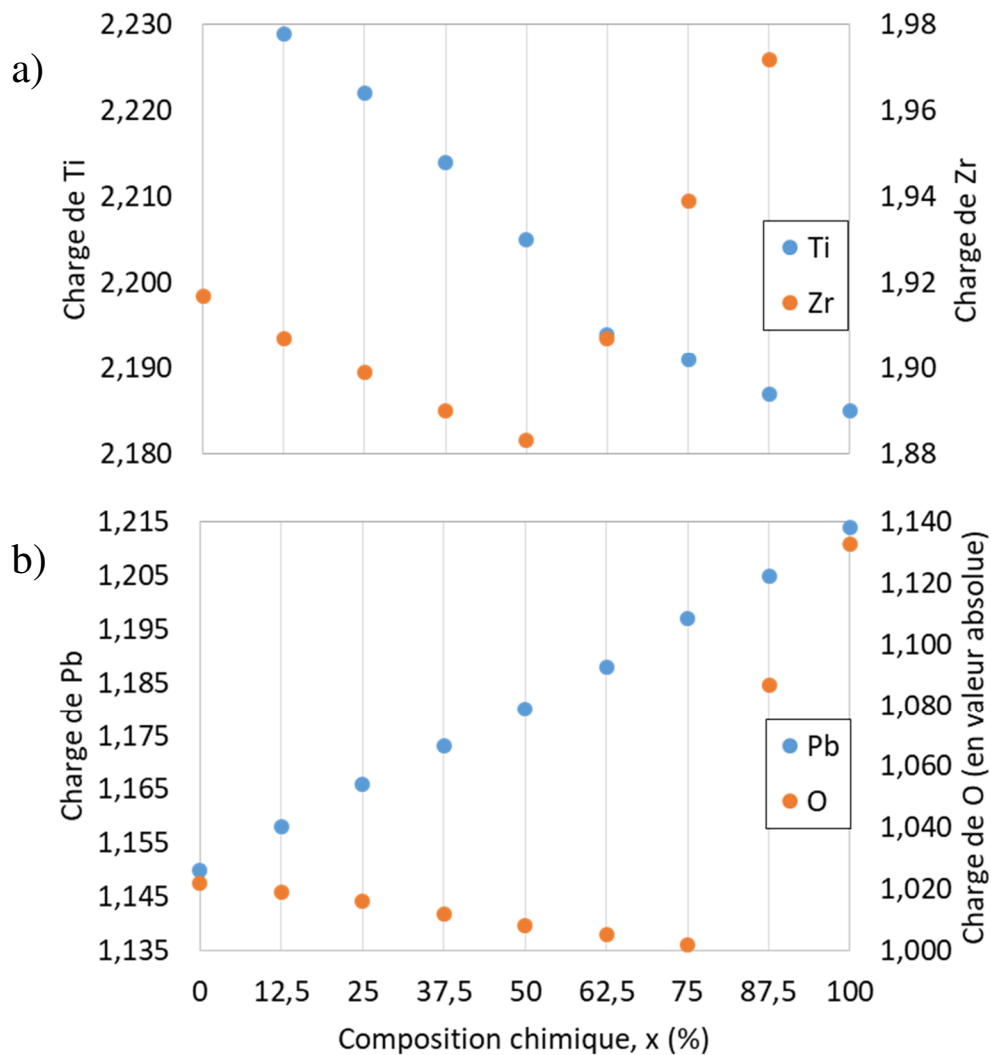 a)
Charge de Ti
2,230
2,220
2,210
2,200
2,190
2,180
1,98
1,96
1,94
1,92
1,90
1,88
Charge de Zr
Ti
Zr
b)
Charge de Pb
1,215
1,205
1,195
1,185
1,175
1,165
1,155
1,145
1,135
1,140
1,120
1,100
1,080
1,060
1,040
1,020
1,000
Charge de O (en valeur absolue)
Pb
O
0 12,5 25 37,5 50 62,5 75 87,5 100
Composition chimique, x (%)